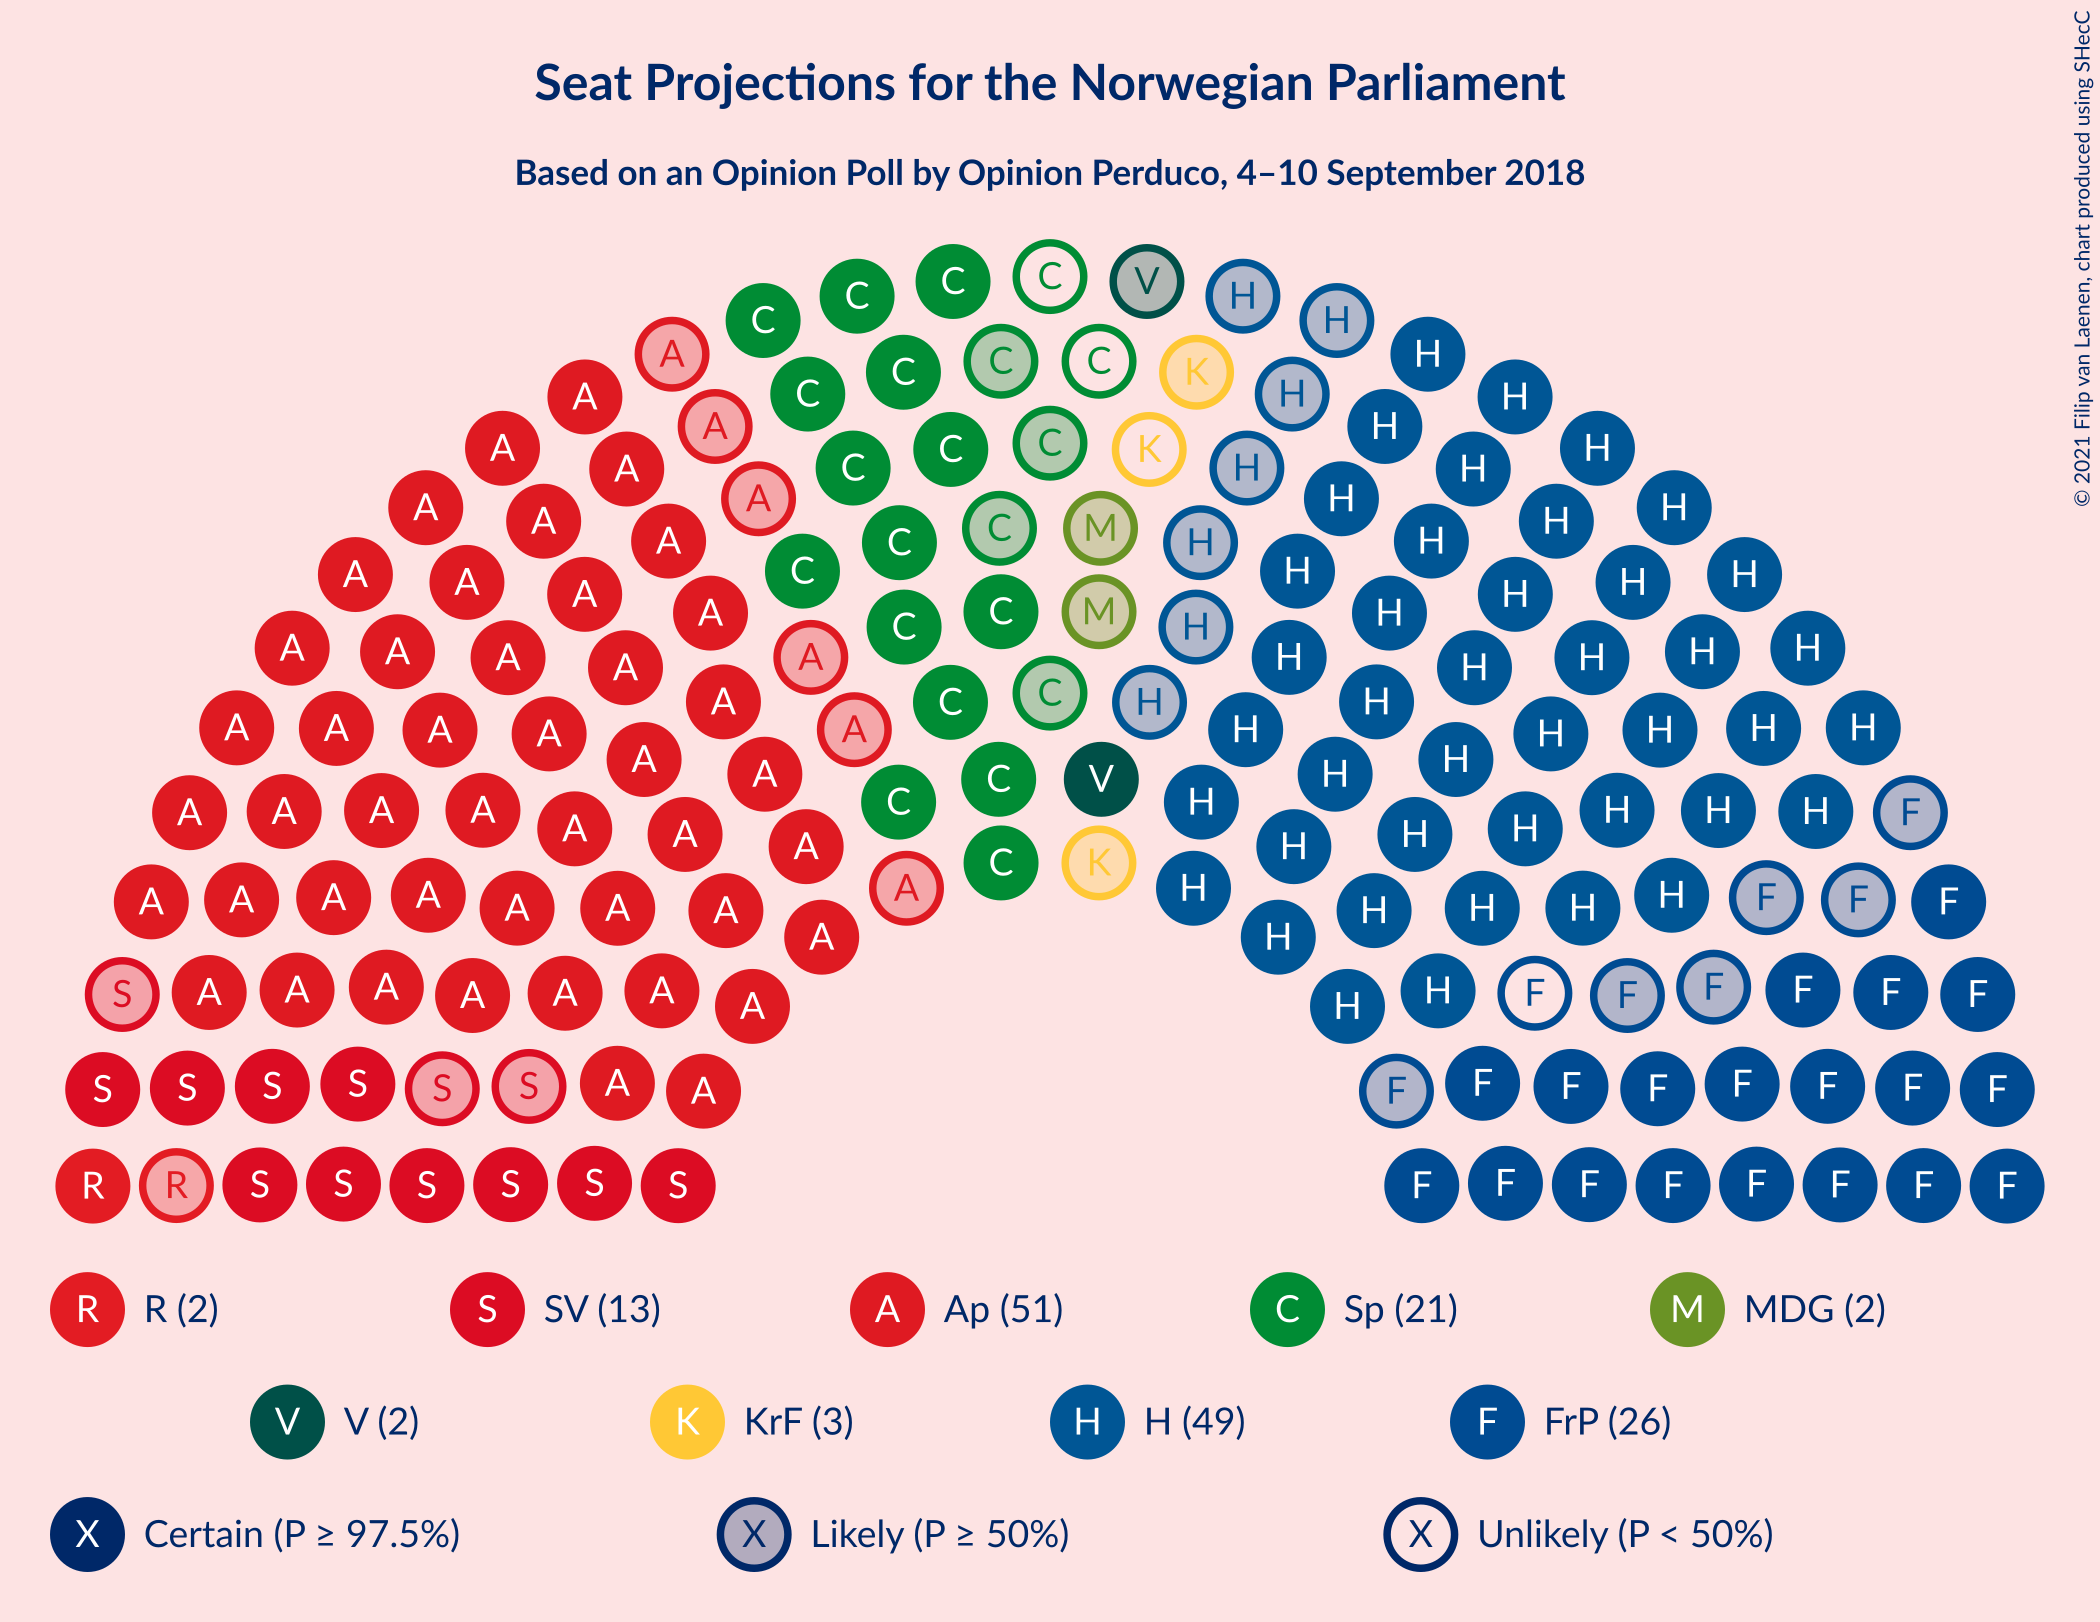 Seat Projections for the Norwegian Parliament
Based on an Opinion Poll by Opinion Perduco, 4–10 September 2018
© 2021 Filip van Laenen, chart produced using SHecC
C C C C V H H
A C C C C K H H
A A C C C K H H H
A A A C C C M H H H H
A A A A C C C M H H H H H
A A A A A C C H H H H H H
A A A A A A C C V H H H H H H
A A A A A A A C K H H H H H H F
A A A A A A A A H H H H H F F F
S A A A A A A A H H F F F F F F
S S S S S S A A F F F F F F F F
R R S S S S S S F F F F F F F F
R R (2) S SV (13) A Ap (51) C Sp (21) M MDG (2)
V V (2) K KrF (3) H H (49) F FrP (26)
X Certain (P ≥ 97.5%) X Likely (P ≥ 50%) X Unlikely (P < 50%)